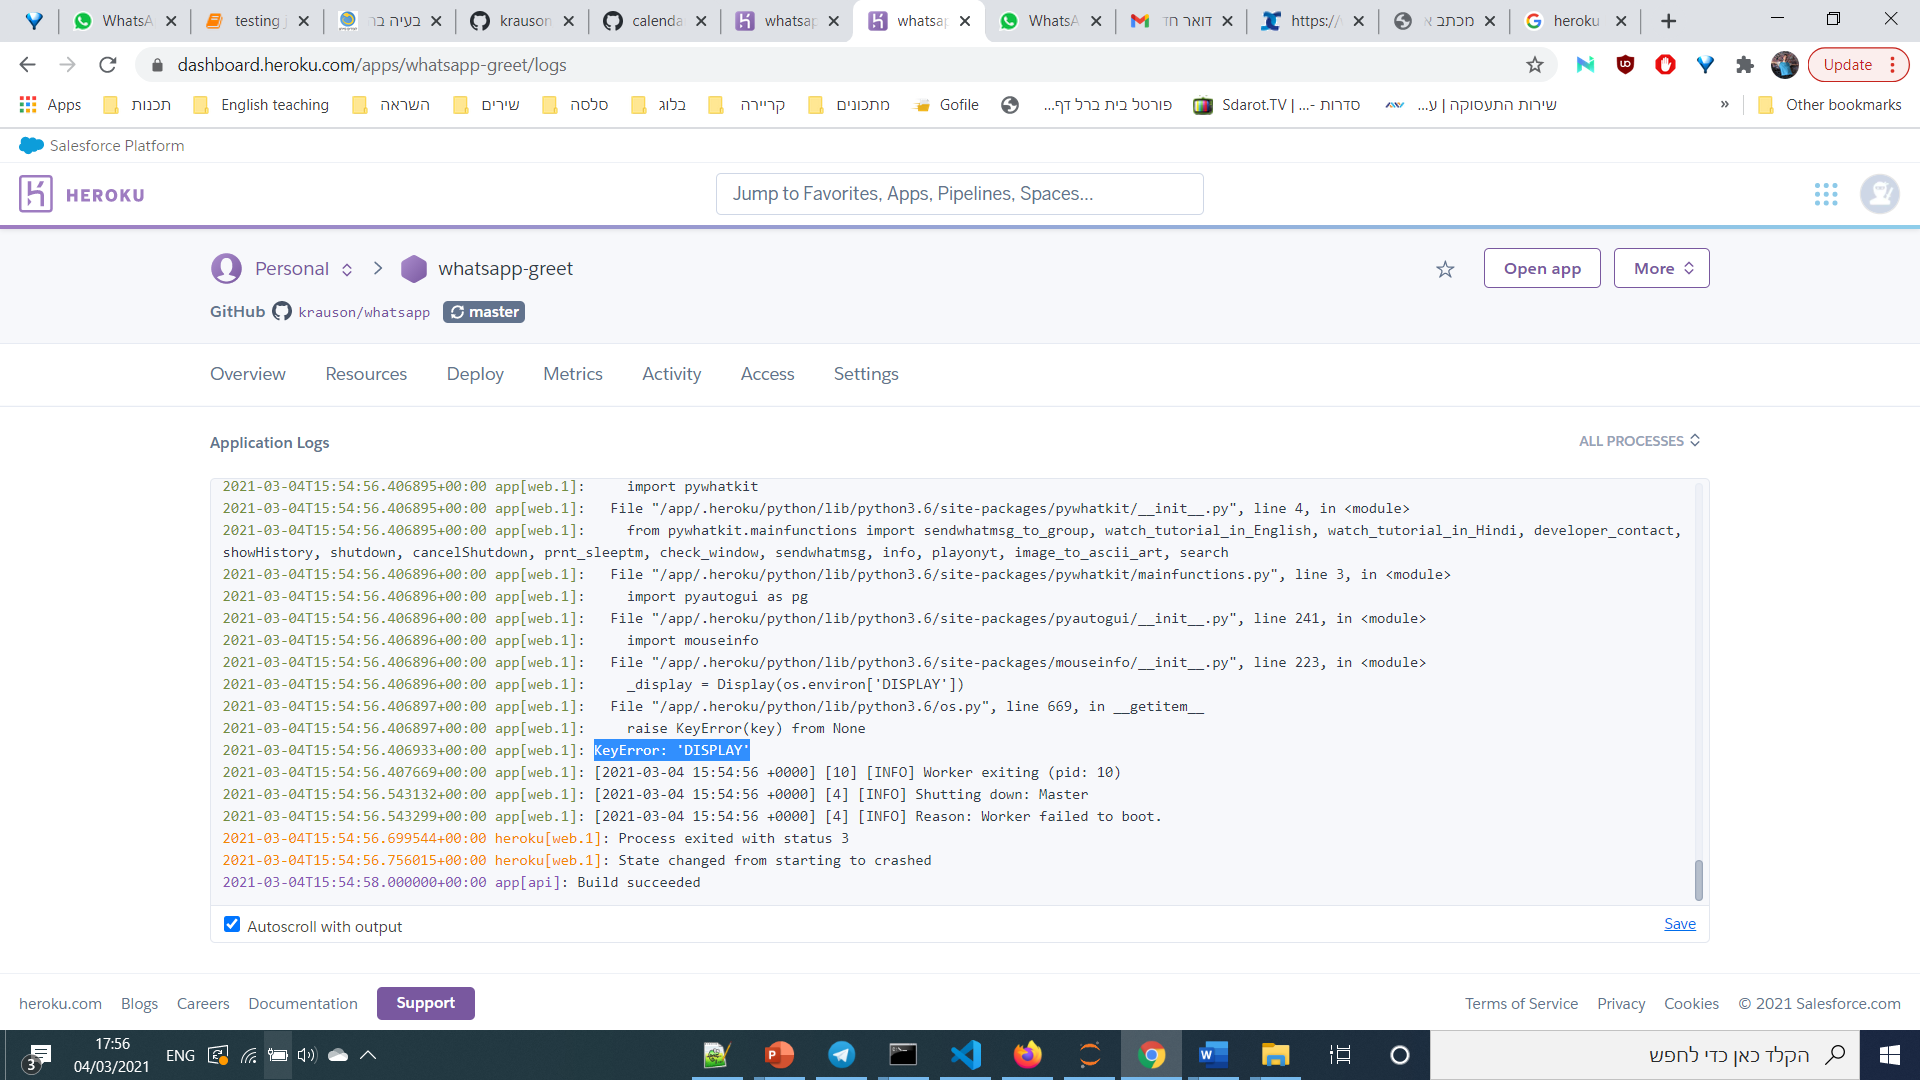 WhatsA
testing j
בעיה בר
krauson
calenda
whatsap
whatsap
WhatsA
דואר חד
https://
מכתב א
heroku
dashboard.heroku.com/apps/whatsapp-greet/logs
Update
Apps
תכנות
English teaching
השראה
שירים
סלסה
בלוג
קריירה
מתכונים
Gofile
פורטל בית ברל דף...
סדרות -... | Sdarot.TV
שירות התעסוקה | ע...
»
Other bookmarks
Salesforce Platform
HEROKU
Jump to Favorites, Apps, Pipelines, Spaces...
Personal
whatsapp-greet
Open app
More
GitHub krauson/whatsapp master
Overview Resources Deploy Metrics Activity Access Settings
Application Logs
ALL PROCESSES
2021-03-04T15:54:56.406895+00:00 app[web.1]:     import pywhatkit
2021-03-04T15:54:56.406895+00:00 app[web.1]:   File "/app/.heroku/python/lib/python3.6/site-packages/pywhatkit/__init__.py", line 4, in <module>
2021-03-04T15:54:56.406895+00:00 app[web.1]:     from pywhatkit.mainfunctions import sendwhatmsg_to_group, watch_tutorial_in_English, watch_tutorial_in_Hindi, developer_contact,
showHistory, shutdown, cancelShutdown, prnt_sleeptm, check_window, sendwhatmsg, info, playonyt, image_to_ascii_art, search
2021-03-04T15:54:56.406896+00:00 app[web.1]:   File "/app/.heroku/python/lib/python3.6/site-packages/pywhatkit/mainfunctions.py", line 3, in <module>
2021-03-04T15:54:56.406896+00:00 app[web.1]:     import pyautogui as pg
2021-03-04T15:54:56.406896+00:00 app[web.1]:   File "/app/.heroku/python/lib/python3.6/site-packages/pyautogui/__init__.py", line 241, in <module>
2021-03-04T15:54:56.406896+00:00 app[web.1]:     import mouseinfo
2021-03-04T15:54:56.406896+00:00 app[web.1]:   File "/app/.heroku/python/lib/python3.6/site-packages/mouseinfo/__init__.py", line 223, in <module>
2021-03-04T15:54:56.406896+00:00 app[web.1]:     _display = Display(os.environ['DISPLAY'])
2021-03-04T15:54:56.406897+00:00 app[web.1]:   File "/app/.heroku/python/lib/python3.6/os.py", line 669, in __getitem__
2021-03-04T15:54:56.406897+00:00 app[web.1]:     raise KeyError(key) from None
2021-03-04T15:54:56.406933+00:00 app[web.1]: KeyError: 'DISPLAY'
2021-03-04T15:54:56.407669+00:00 app[web.1]: [2021-03-04 15:54:56 +0000] [10] [INFO] Worker exiting (pid: 10)
2021-03-04T15:54:56.543132+00:00 app[web.1]: [2021-03-04 15:54:56 +0000] [4] [INFO] Shutting down: Master
2021-03-04T15:54:56.543299+00:00 app[web.1]: [2021-03-04 15:54:56 +0000] [4] [INFO] Reason: Worker failed to boot.
2021-03-04T15:54:56.699544+00:00 heroku[web.1]: Process exited with status 3
2021-03-04T15:54:56.756015+00:00 heroku[web.1]: State changed from starting to crashed
2021-03-04T15:54:58.000000+00:00 app[api]: Build succeeded
Autoscroll with output
Save
heroku.com Blogs Careers Documentation Support
Terms of Service Privacy Cookies © 2021 Salesforce.com
3
17:56
04/03/2021
ENG
הקלד כאן כדי לחפש